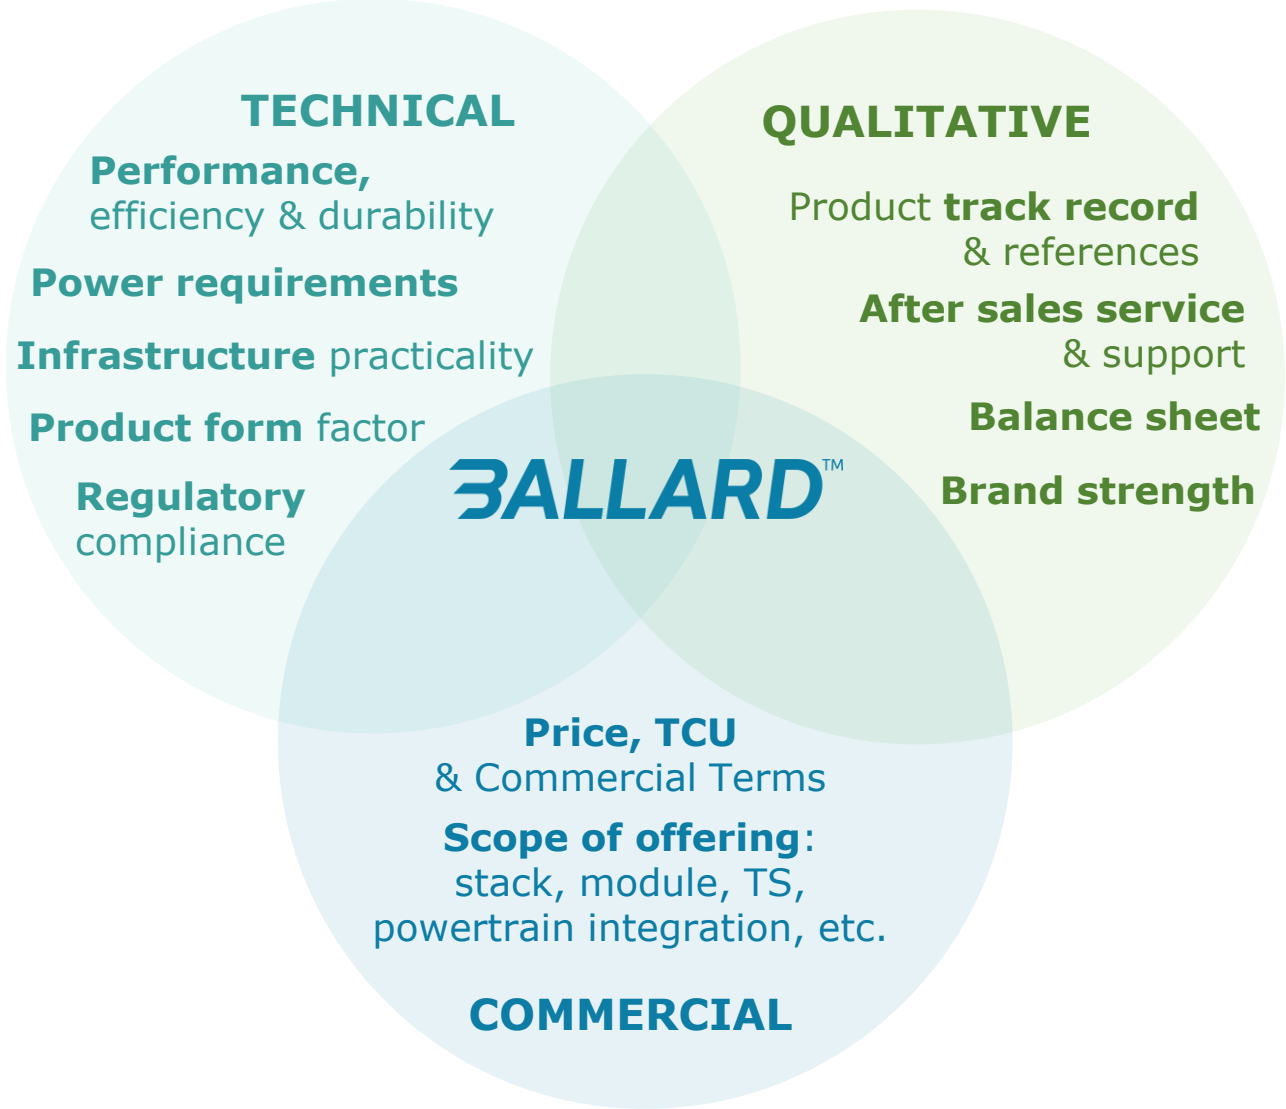 TECHNICAL
Performance,
efficiency & durability
Power requirements
Infrastructure practicality
Product form factor
Regulatory
compliance
QUALITATIVE
Product track record
& references
After sales service
& support
Balance sheet
Brand strength
BALLARD™
Price, TCU
& Commercial Terms
Scope of offering:
stack, module, TS,
powertrain integration, etc.
COMMERCIAL